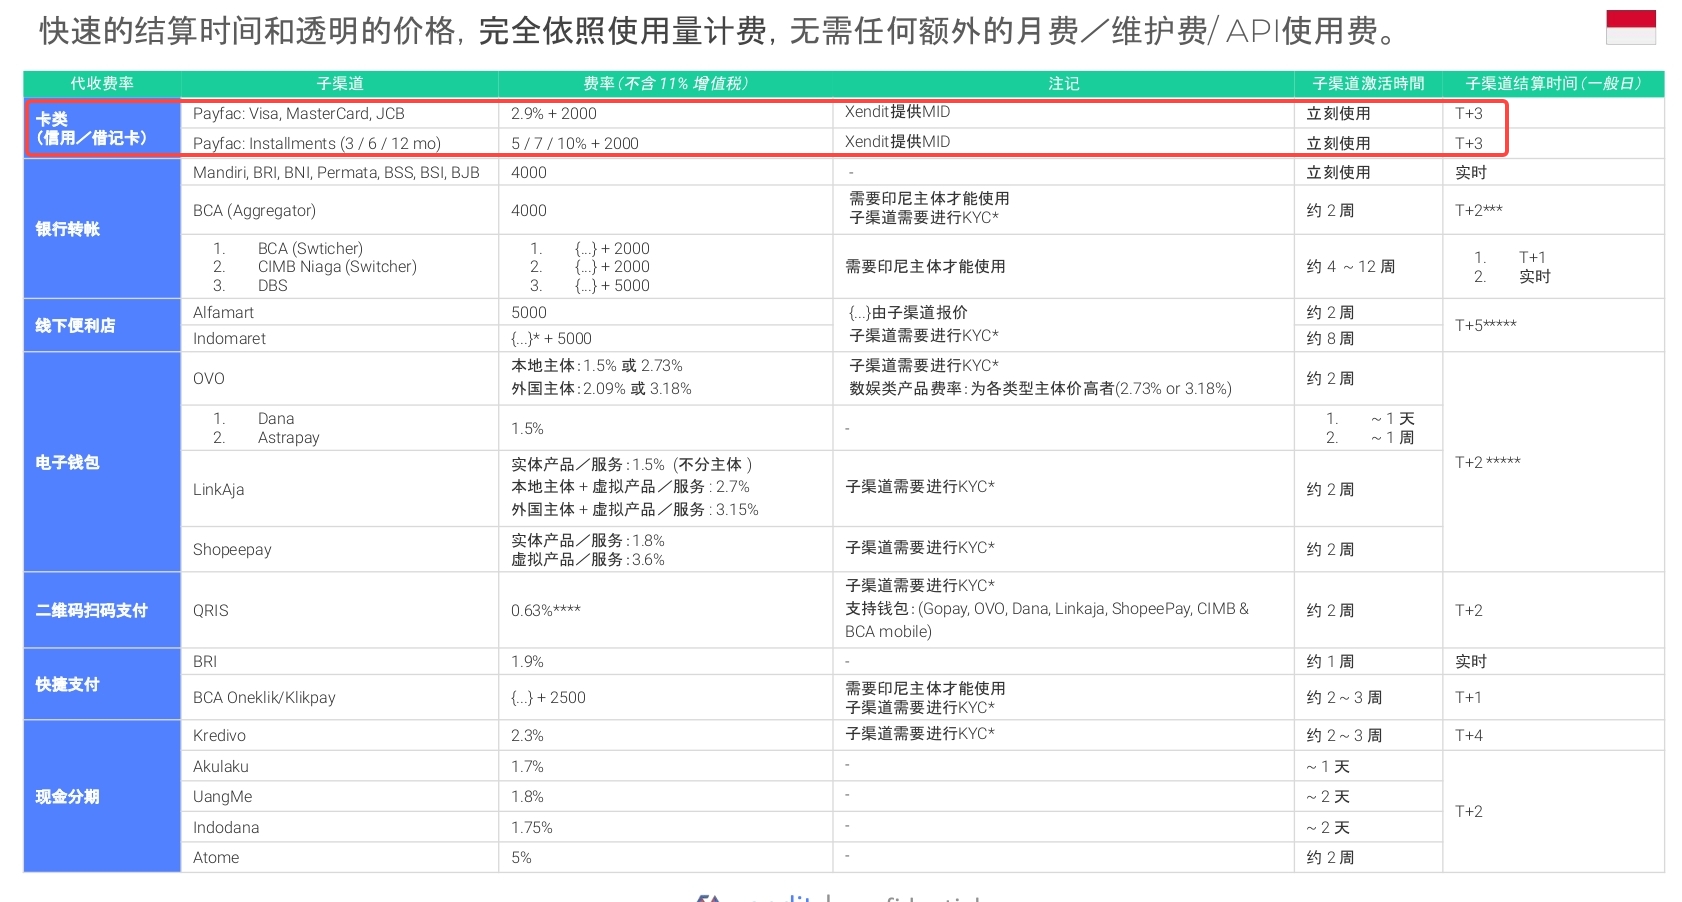 快速的结算时间和透明的价格, 完全依照使用量计费, 无需任何额外的月费／维护费/ API使用费。
代收费率 子渠道 费率(不含 11% 增值税) 注记 子渠道激活時間 子渠道结算时间(一般日)
卡类
(信用／借记卡)
Payfac: Visa, MasterCard, JCB 2.9% + 2000 Xendit提供MID 立刻使用 T+3
Payfac: Installments (3 / 6 / 12 mo) 5 / 7 / 10% + 2000 Xendit提供MID 立刻使用 T+3
银行转帐
Mandiri, BRI, BNI, Permata, BSS, BSI, BJB 4000 - 立刻使用 实时
BCA (Aggregator) 4000 需要印尼主体才能使用
子渠道需要进行KYC*
约 2 周 T+2***
1. BCA (Swticher)
2. CIMB Niaga (Switcher)
3. DBS
1. {...} + 2000
2. {...} + 2000
3. {...} + 5000
需要印尼主体才能使用 约 4 ~ 12 周
1. T+1
2. 实时
线下便利店
Alfamart 5000 {...}由子渠道报价 约 2 周
Indomaret {...}* + 5000 子渠道需要进行KYC* 约 8 周
T+5*****
电子钱包
OVO
本地主体: 1.5% 或 2.73%
外国主体: 2.09% 或 3.18%
子渠道需要进行KYC*
数娱类产品费率: 为各类型主体价高者(2.73% or 3.18%)
约 2 周
1. Dana
2. Astrapay
1.5% -
1. ~ 1 天
2. ~ 1 周
T+2 *****
LinkAja
实体产品／服务: 1.5% (不分主体 )
本地主体 + 虚拟产品／服务 : 2.7%
外国主体 + 虚拟产品／服务 : 3.15%
子渠道需要进行KYC* 约 2 周
Shopeepay
实体产品／服务: 1.8%
虚拟产品／服务: 3.6%
子渠道需要进行KYC* 约 2 周
二维码扫码支付
QRIS 0.63%****
子渠道需要进行KYC*
支持钱包: (Gopay, OVO, Dana, Linkaja, ShopeePay, CIMB &
BCA mobile)
约 2 周 T+2
快捷支付
BRI 1.9% - 约 1 周 实时
BCA Oneklik/Klikpay {...} + 2500
需要印尼主体才能使用
子渠道需要进行KYC*
约 2 ~ 3 周 T+1
现金分期
Kredivo 2.3% 子渠道需要进行KYC* 约 2 ~ 3 周 T+4
Akulaku 1.7% - ~ 1 天
UangMe 1.8% - ~ 2 天
T+2
Indodana 1.75% - ~ 2 天
Atome 5% - 约 2 周